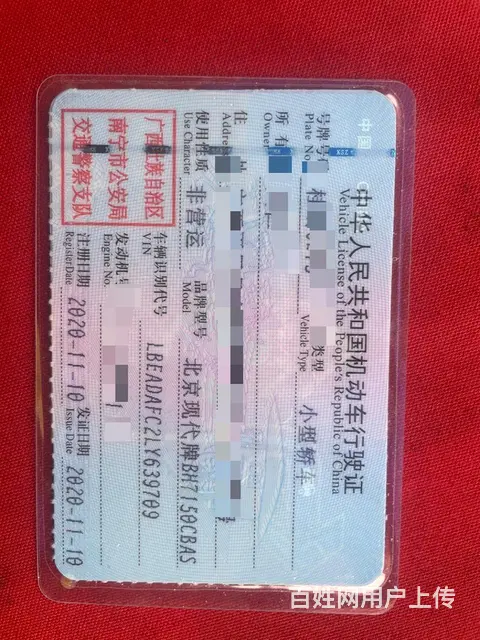 中华人民共和国机动车行驶证
Vehicle License of the People's Republic of China
号牌号
Plate No.
类型
Vehicle Type
小型轿车
所有
Owner
住
Address
使用性质
Use Character
非营运
品牌型号
Model
北京现代牌BH7150CBAS
广西壮族自治区
南宁市公安局
交通警察支队
车辆识别代号
VIN
LBEADAFC2LY639709
发动机号
Engine No.
注册日期
Register Date
2020-11-10
发证日期
Issue Date
2020-11-10
百姓网用户上传